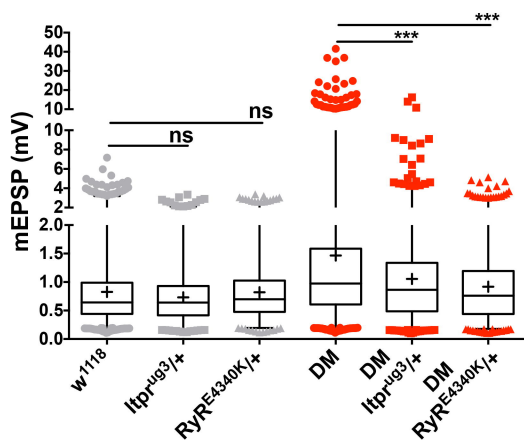 ***
***
ns
ns
mEPSP (mV)
50
40
30
20
10
10
8
6
4
2
2.0
1.5
1.0
0.5
0.0
w1118
Itprug3/+
RyRE4340K/+
DM
DM
Itprug3/+
DM
RyRE4340K/+